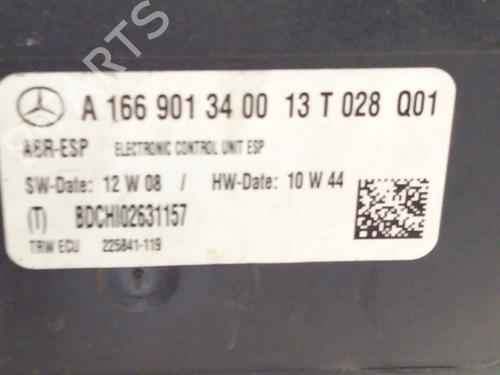 A 166 901 34 00 13 T 028 Q01
ABR-ESP ELECTRONIC CONTROL UNIT ESP
SW-Date: 12 W 08 / HW-Date: 10 W 44
(T) BDCHI02631157
TRW ECU 225841-119
PARTS